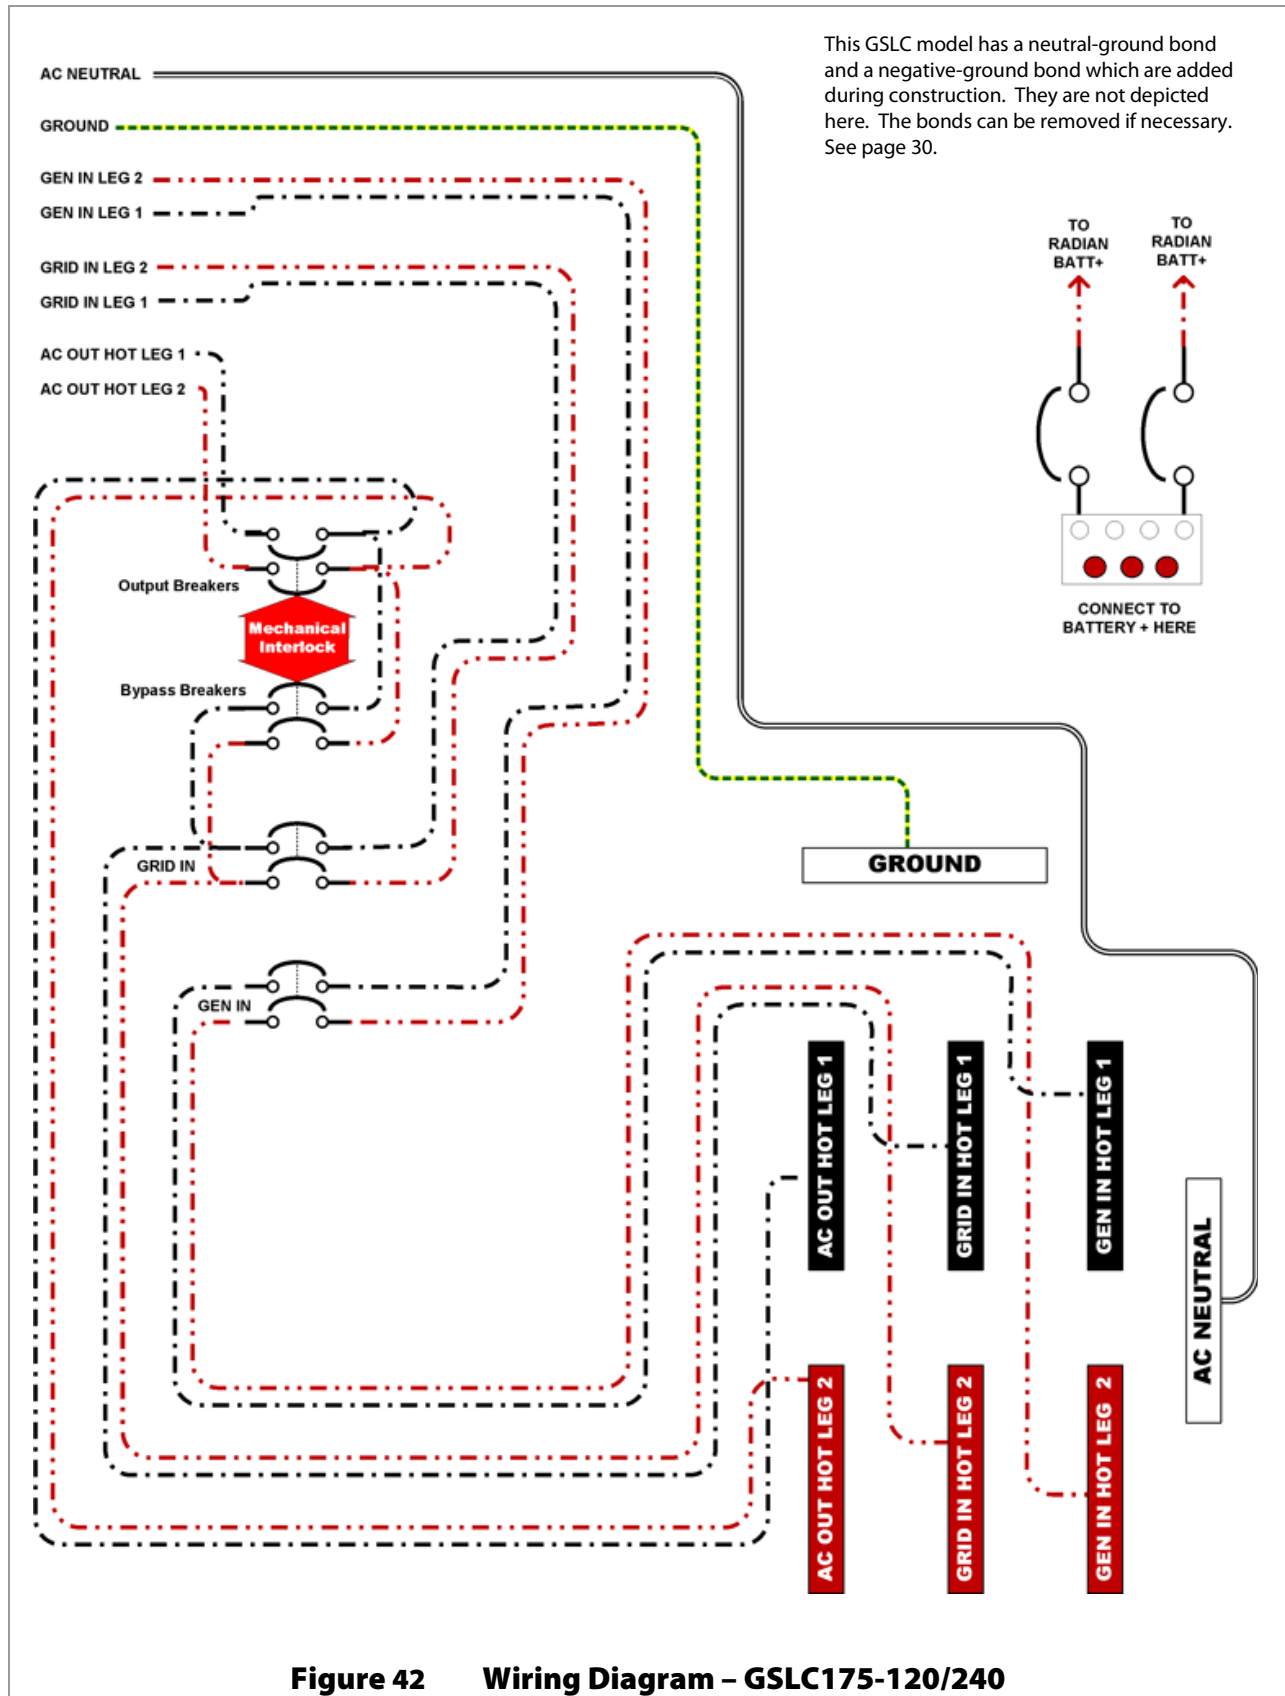 This GSLC model has a neutral-ground bond
and a negative-ground bond which are added
during construction. They are not depicted
here. The bonds can be removed if necessary.
See page 30.
AC NEUTRAL
GROUND
GEN IN LEG 2
GEN IN LEG 1
GRID IN LEG 2
GRID IN LEG 1
AC OUT HOT LEG 1
AC OUT HOT LEG 2
TO
RADIAN
BATT+
TO
RADIAN
BATT+
Output Breakers
Mechanical
Interlock
Bypass Breakers
CONNECT TO
BATTERY + HERE
GRID IN
GROUND
GEN IN
AC OUT HOT LEG 1
GRID IN HOT LEG 1
GEN IN HOT LEG 1
AC NEUTRAL
AC OUT HOT LEG 2
GRID IN HOT LEG 2
GEN IN HOT LEG 2
Figure 42 Wiring Diagram – GSLC175-120/240